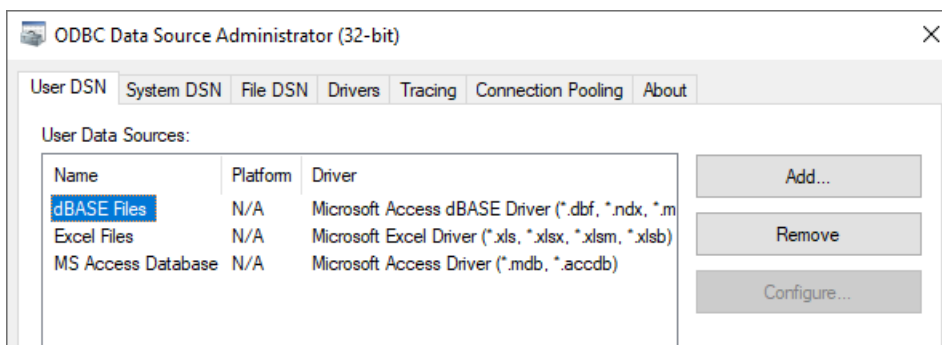 ODBC Data Source Administrator (32-bit)
User DSN System DSN File DSN Drivers Tracing Connection Pooling About
User Data Sources:
Name Platform Driver
dBASE Files N/A Microsoft Access dBASE Driver (*.dbf, *.ndx, *.m
Excel Files N/A Microsoft Excel Driver (*.xls, *.xlsx, *.xlsm, *.xlsb)
MS Access Database N/A Microsoft Access Driver (*.mdb, *.accdb)
Add...
Remove
Configure...